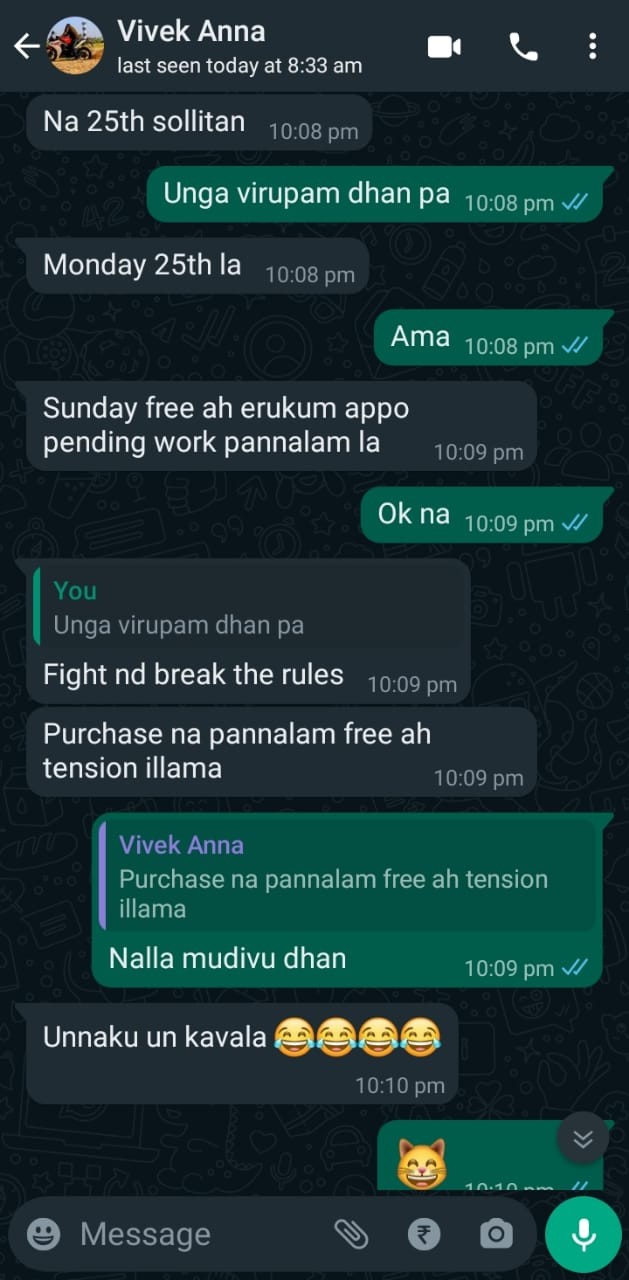 Vivek Anna
last seen today at 8:33 am
Na 25th sollitan 10:08 pm
Unga virupam dhan pa 10:08 pm
Monday 25th la 10:08 pm
Ama 10:08 pm
Sunday free ah erukum appo
pending work pannalam la 10:09 pm
Ok na 10:09 pm
You
Unga virupam dhan pa
Fight nd break the rules 10:09 pm
Purchase na pannalam free ah
tension illama 10:09 pm
Vivek Anna
Purchase na pannalam free ah tension
illama
Nalla mudivu dhan 10:09 pm
Unnaku un kavala 😂😂😂😂
10:10 pm
😸 10:10 pm
Message ₹